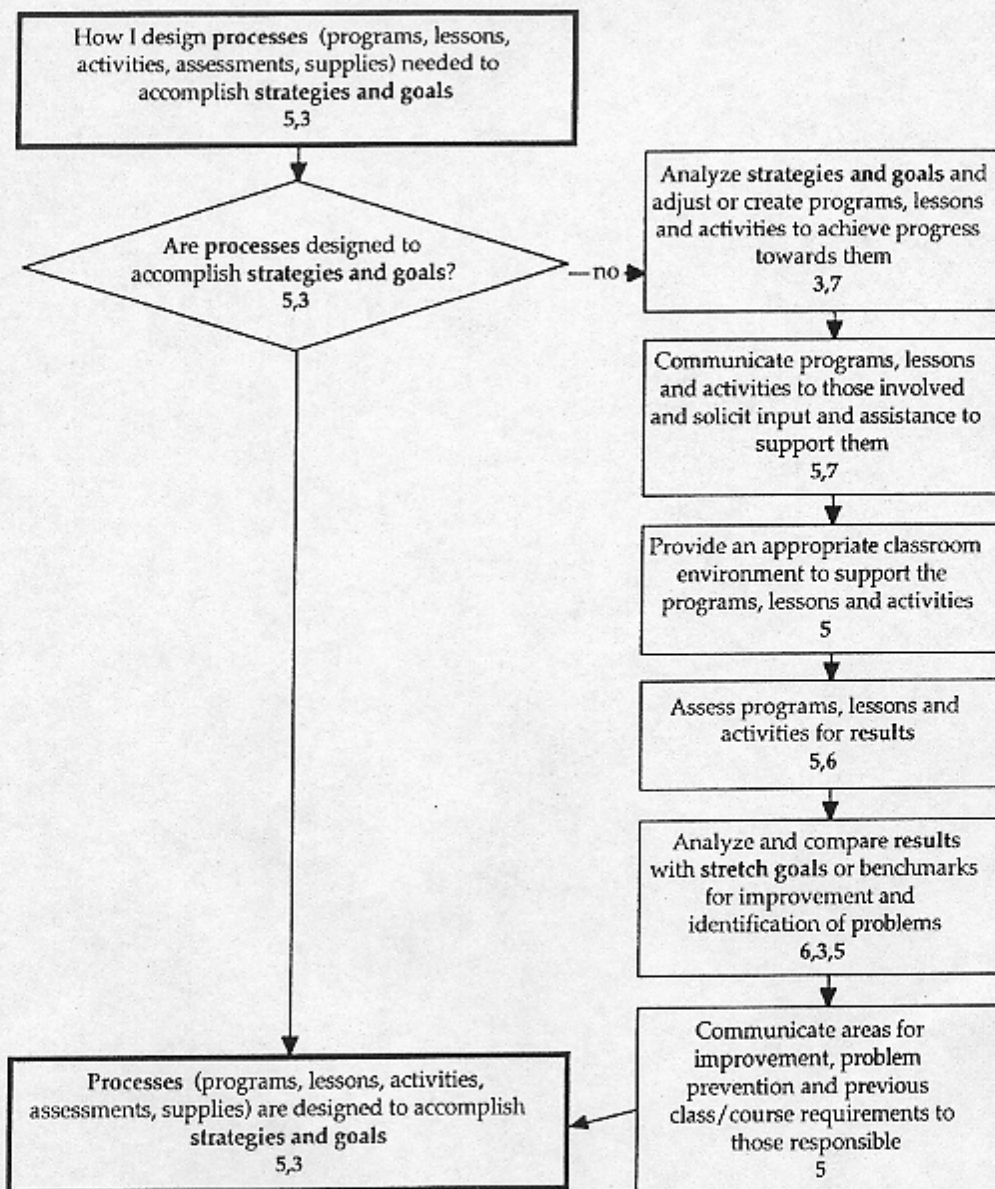 How I design processes (programs, lessons,
activities, assessments, supplies) needed to
accomplish strategies and goals
5,3
Are processes designed to
accomplish strategies and goals?
5,3
no
Analyze strategies and goals and
adjust or create programs, lessons
and activities to achieve progress
towards them
3,7
Communicate programs, lessons
and activities to those involved
and solicit input and assistance to
support them
5,7
Provide an appropriate classroom
environment to support the
programs, lessons and activities
5
Assess programs, lessons and
activities for results
5,6
Analyze and compare results
with stretch goals or benchmarks
for improvement and
identification of problems
6,3,5
Communicate areas for
improvement, problem
prevention and previous
class/course requirements to
those responsible
5
Processes (programs, lessons, activities,
assessments, supplies) are designed to accomplish
strategies and goals
5,3